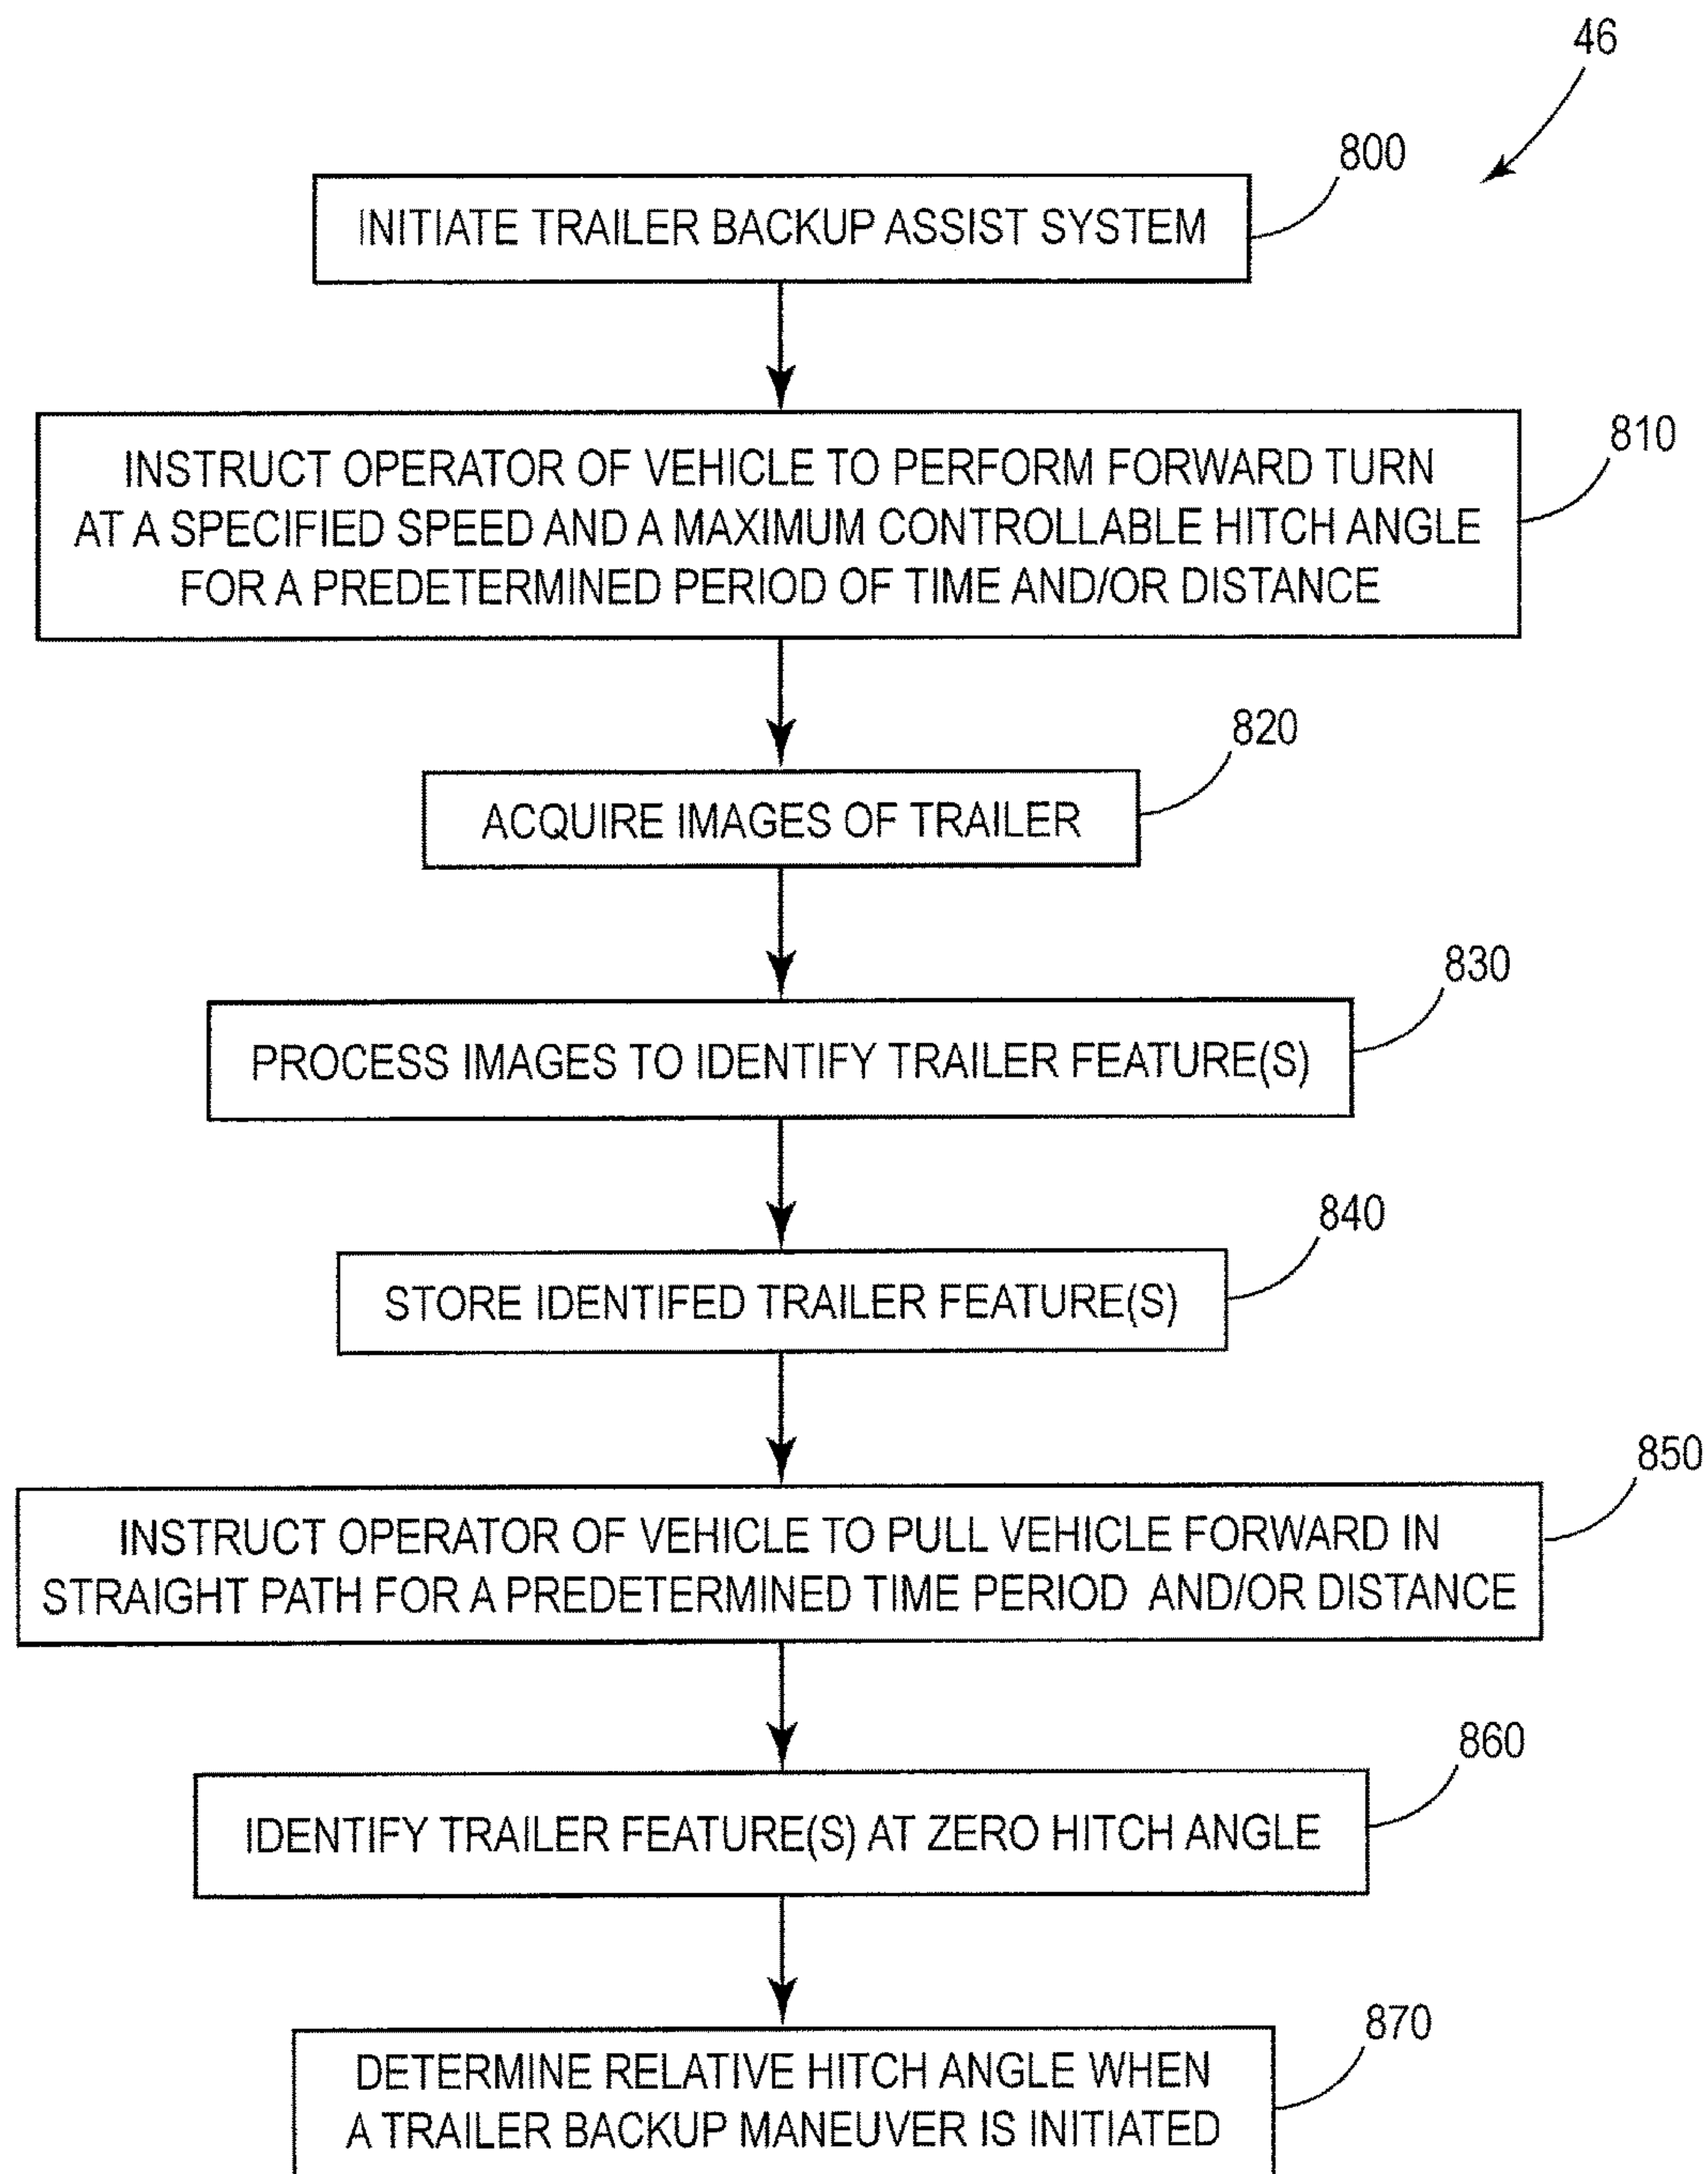 46
800
INITIATE TRAILER BACKUP ASSIST SYSTEM
810
INSTRUCT OPERATOR OF VEHICLE TO PERFORM FORWARD TURN
AT A SPECIFIED SPEED AND A MAXIMUM CONTROLLABLE HITCH ANGLE
FOR A PREDETERMINED PERIOD OF TIME AND/OR DISTANCE
820
ACQUIRE IMAGES OF TRAILER
830
PROCESS IMAGES TO IDENTIFY TRAILER FEATURE(S)
840
STORE IDENTIFED TRAILER FEATURE(S)
850
INSTRUCT OPERATOR OF VEHICLE TO PULL VEHICLE FORWARD IN
STRAIGHT PATH FOR A PREDETERMINED TIME PERIOD AND/OR DISTANCE
860
IDENTIFY TRAILER FEATURE(S) AT ZERO HITCH ANGLE
870
DETERMINE RELATIVE HITCH ANGLE WHEN
A TRAILER BACKUP MANEUVER IS INITIATED